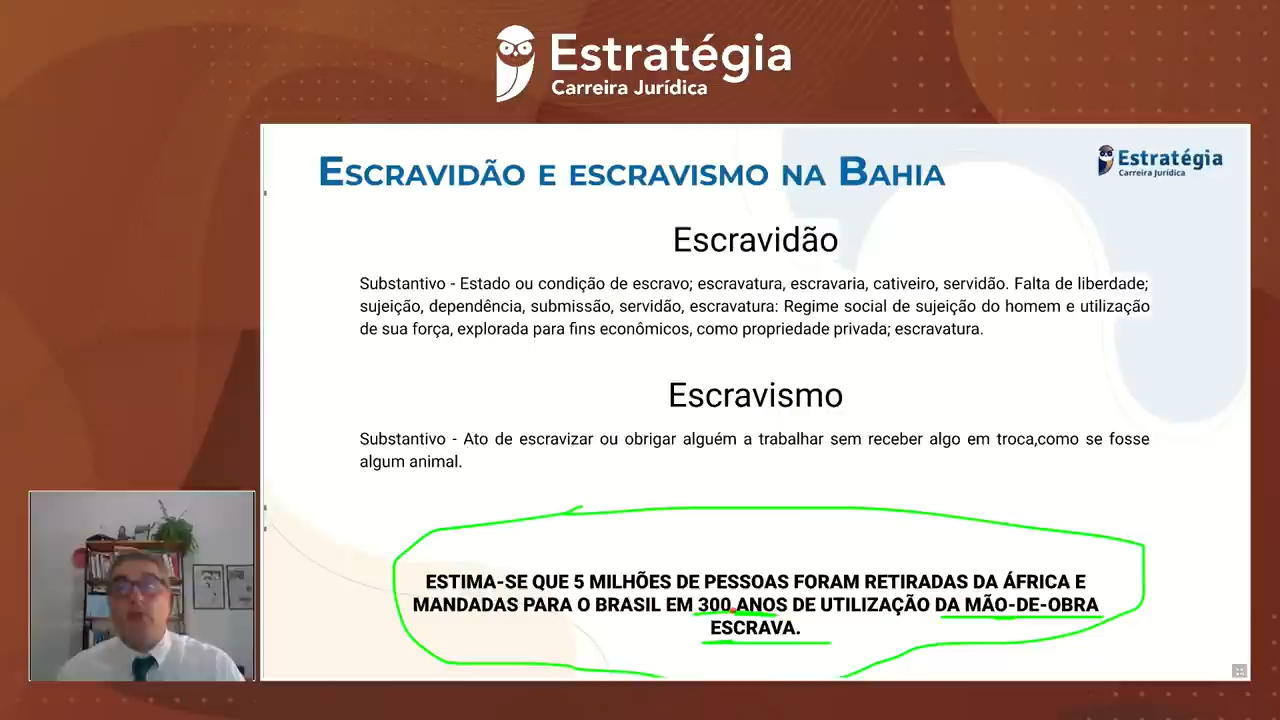 Estratégia
Carreira Jurídica
ESCRAVIDÃO E ESCRAVISMO NA BAHIA
Estratégia
Carreira Jurídica
Escravidão
Substantivo - Estado ou condição de escravo; escravatura, escravaria, cativeiro, servidão. Falta de liberdade;
sujeição, dependência, submissão, servidão, escravatura: Regime social de sujeição do homem e utilização
de sua força, explorada para fins econômicos, como propriedade privada; escravatura.
Escravismo
Substantivo - Ato de escravizar ou obrigar alguém a trabalhar sem receber algo em troca,como se fosse
algum animal.
ESTIMA-SE QUE 5 MILHÕES DE PESSOAS FORAM RETIRADAS DA ÁFRICA E
MANDADAS PARA O BRASIL EM 300 ANOS DE UTILIZAÇÃO DA MÃO-DE-OBRA
ESCRAVA.